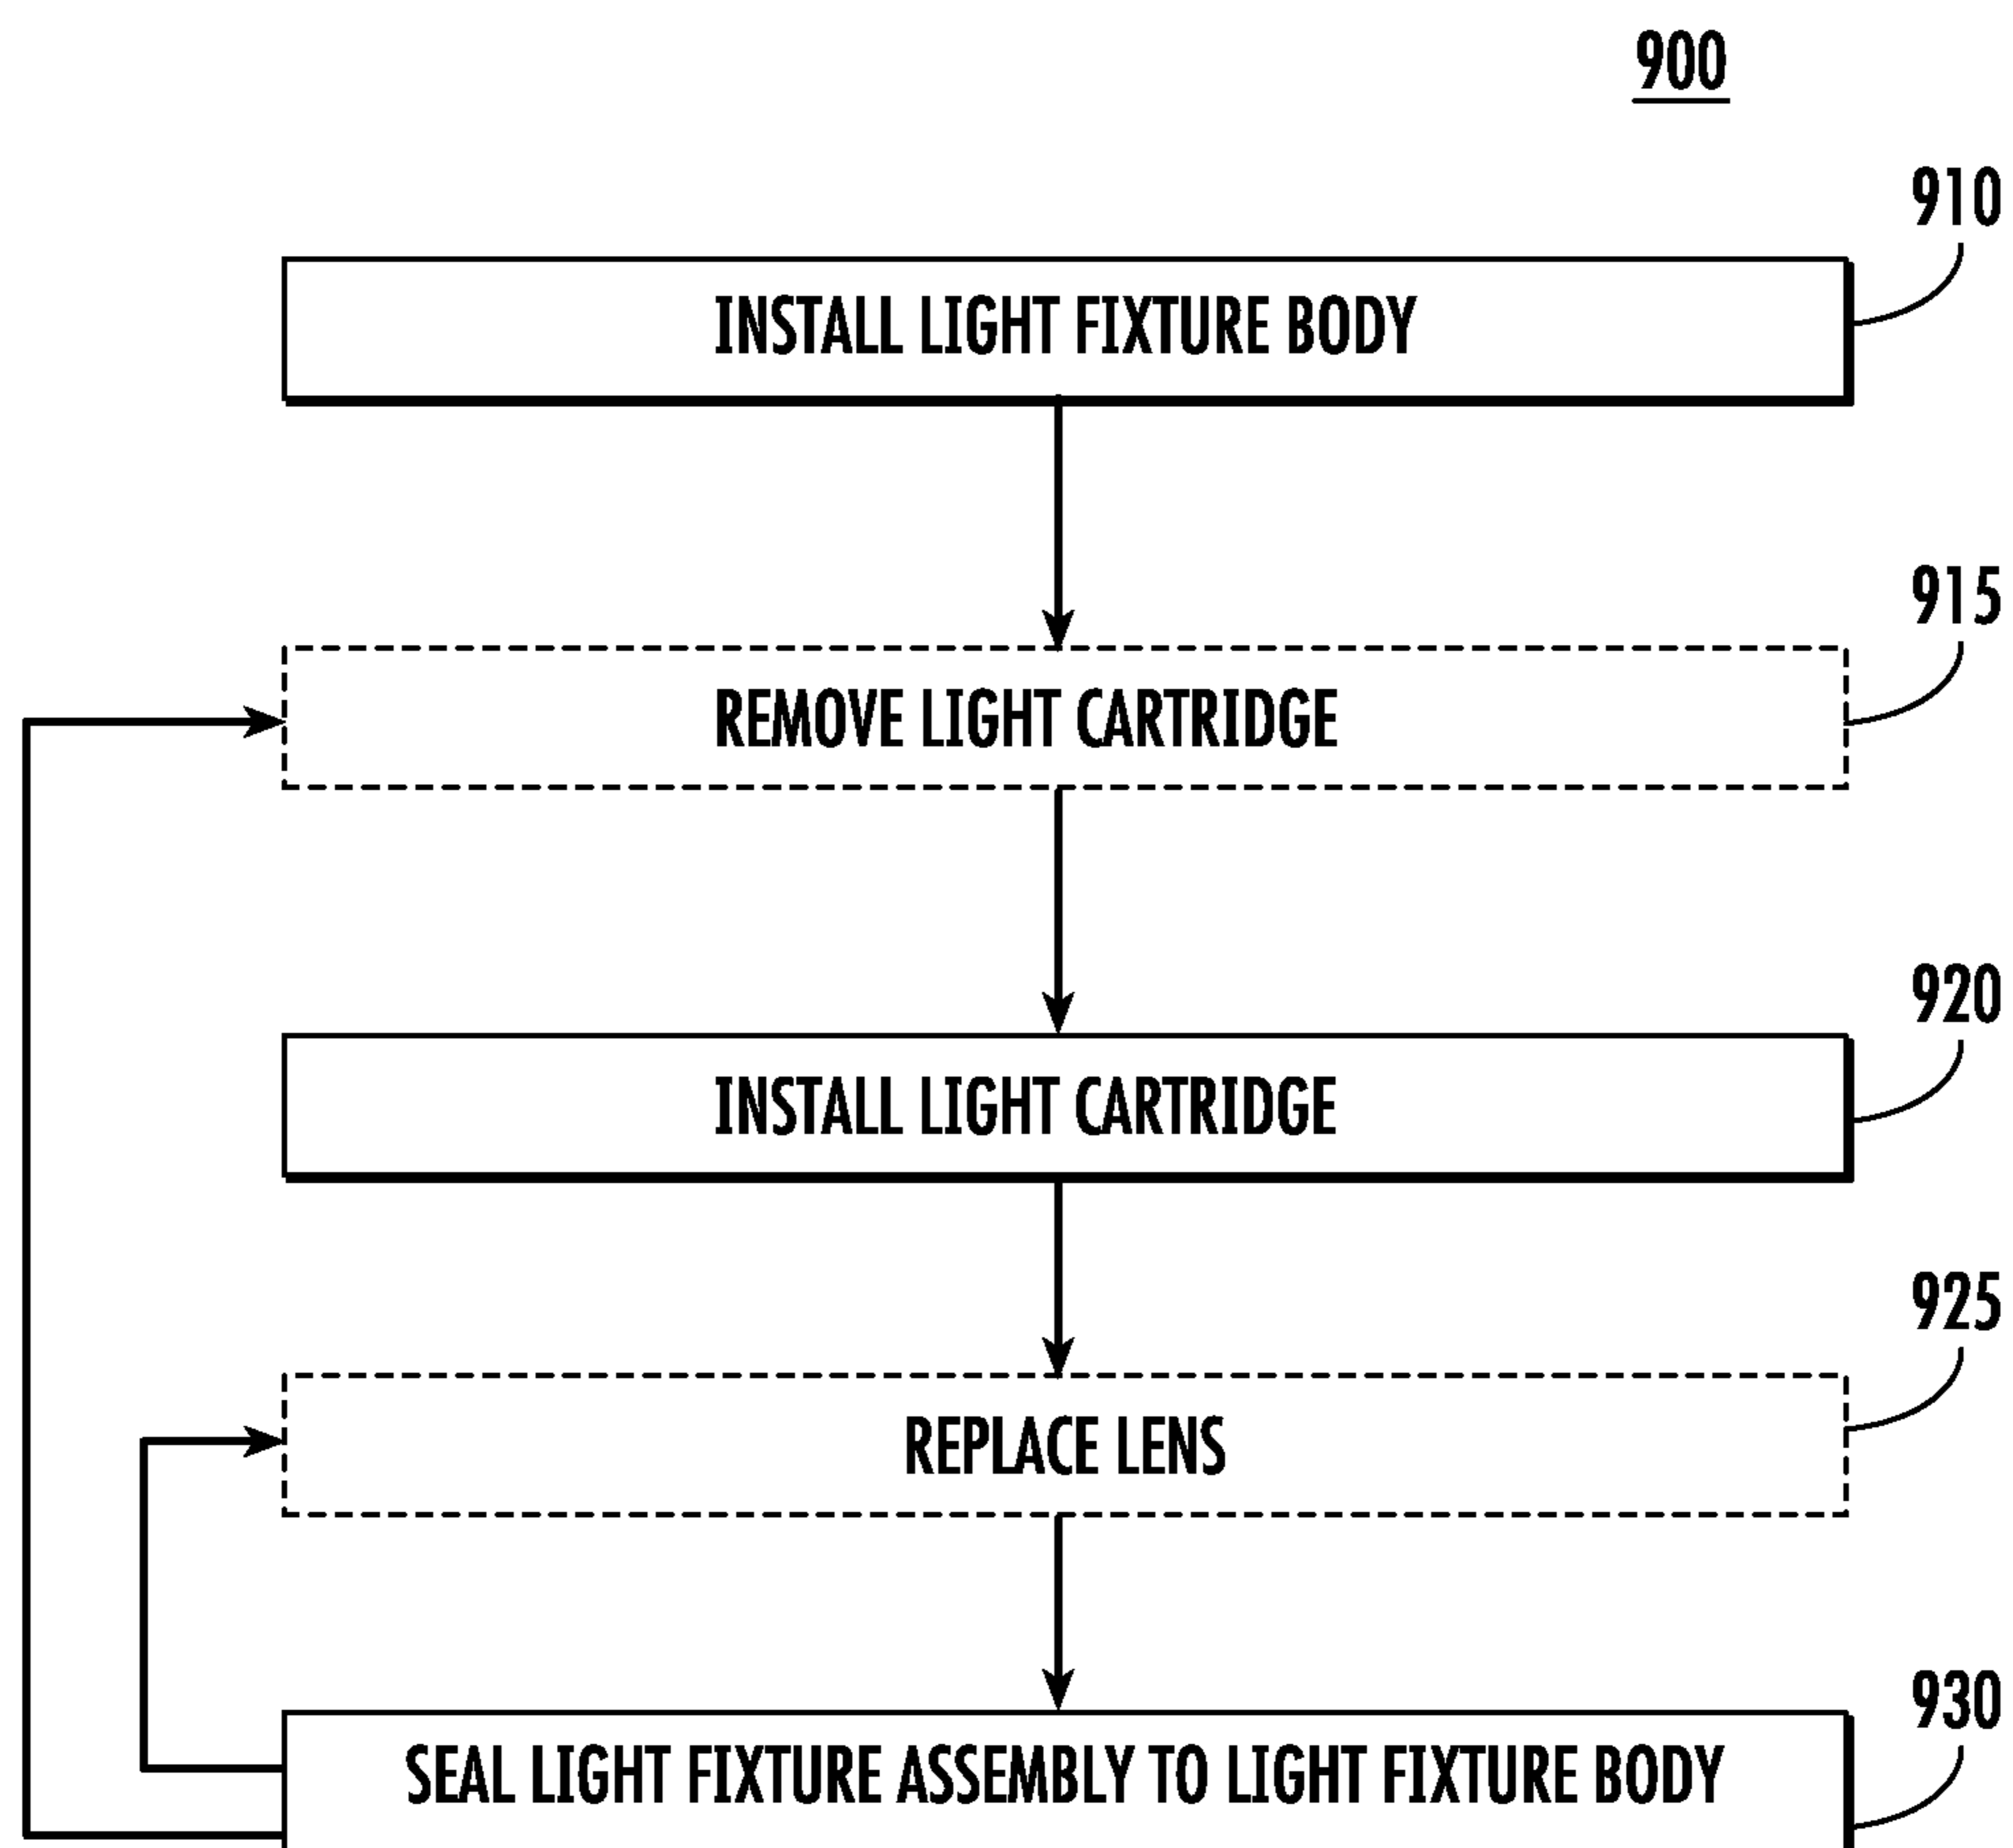 900
910
INSTALL LIGHT FIXTURE BODY
915
REMOVE LIGHT CARTRIDGE
920
INSTALL LIGHT CARTRIDGE
925
REPLACE LENS
930
SEAL LIGHT FIXTURE ASSEMBLY TO LIGHT FIXTURE BODY